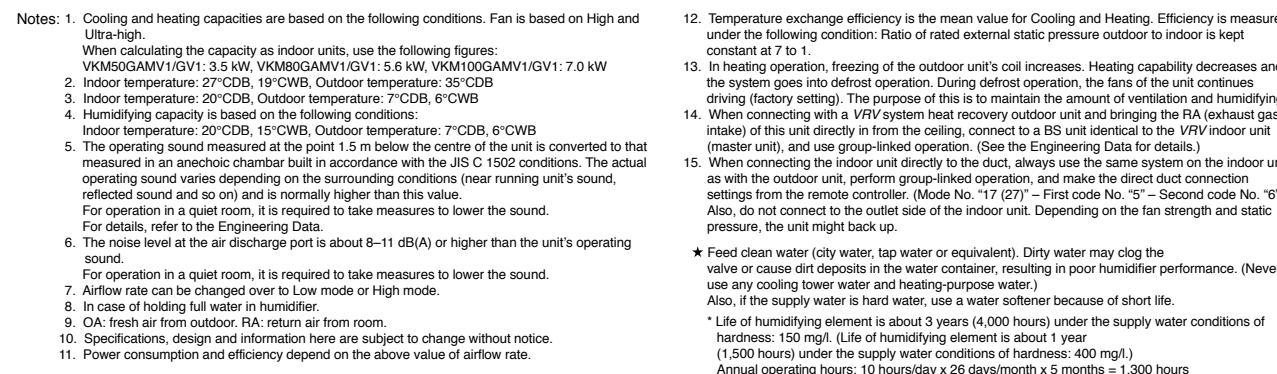 Notes: 1. Cooling and heating capacities are based on the following conditions. Fan is based on High and
Ultra-high.
When calculating the capacity as indoor units, use the following figures:
VKM50GAMV1/GV1: 3.5 kW, VKM80GAMV1/GV1: 5.6 kW, VKM100GAMV1/GV1: 7.0 kW
2. Indoor temperature: 27°CDB, 19°CWB, Outdoor temperature: 35°CDB
3. Indoor temperature: 20°CDB, Outdoor temperature: 7°CDB, 6°CWB
4. Humidifying capacity is based on the following conditions:
Indoor temperature: 20°CDB, 15°CWB, Outdoor temperature: 7°CDB, 6°CWB
5. The operating sound measured at the point 1.5 m below the centre of the unit is converted to that
measured in an anechoic chamber built in accordance with the JIS C 1502 conditions. The actual
operating sound varies depending on the surrounding conditions (near running unit's sound,
reflected sound and so on) and is normally higher than this value.
For operation in a quiet room, it is required to take measures to lower the sound.
For details, refer to the Engineering Data.
6. The noise level at the air discharge port is about 8–11 dB(A) or higher than the unit's operating
sound.
For operation in a quiet room, it is required to take measures to lower the sound.
7. Airflow rate can be changed over to Low mode or High mode.
8. In case of holding full water in humidifier.
9. OA: fresh air from outdoor. RA: return air from room.
10. Specifications, design and information here are subject to change without notice.
11. Power consumption and efficiency depend on the above value of airflow rate.
12. Temperature exchange efficiency is the mean value for Cooling and Heating. Efficiency is measure
under the following condition: Ratio of rated external static pressure outdoor to indoor is kept
constant at 7 to 1.
13. In heating operation, freezing of the outdoor unit's coil increases. Heating capability decreases and
the system goes into defrost operation. During defrost operation, the fans of the unit continues
driving (factory setting). The purpose of this is to maintain the amount of ventilation and humidifying
14. When connecting with a VRV system heat recovery outdoor unit and bringing the RA (exhaust gas
intake) of this unit directly in from the ceiling, connect to a BS unit identical to the VRV indoor unit
(master unit), and use group-linked operation. (See the Engineering Data for details.)
15. When connecting the indoor unit directly to the duct, always use the same system on the indoor un
as with the outdoor unit, perform group-linked operation, and make the direct duct connection
settings from the remote controller. (Mode No. "17 (27)" – First code No. "5" – Second code No. "6"
Also, do not connect to the outlet side of the indoor unit. Depending on the fan strength and static
pressure, the unit might back up.
★ Feed clean water (city water, tap water or equivalent). Dirty water may clog the
valve or cause dirt deposits in the water container, resulting in poor humidifier performance. (Neve
use any cooling tower water and heating-purpose water.)
Also, if the supply water is hard water, use a water softener because of short life.
* Life of humidifying element is about 3 years (4,000 hours) under the supply water conditions of
hardness: 150 mg/l. (Life of humidifying element is about 1 year
(1,500 hours) under the supply water conditions of hardness: 400 mg/l.)
Annual operating hours: 10 hours/day x 26 days/month x 5 months = 1,300 hours